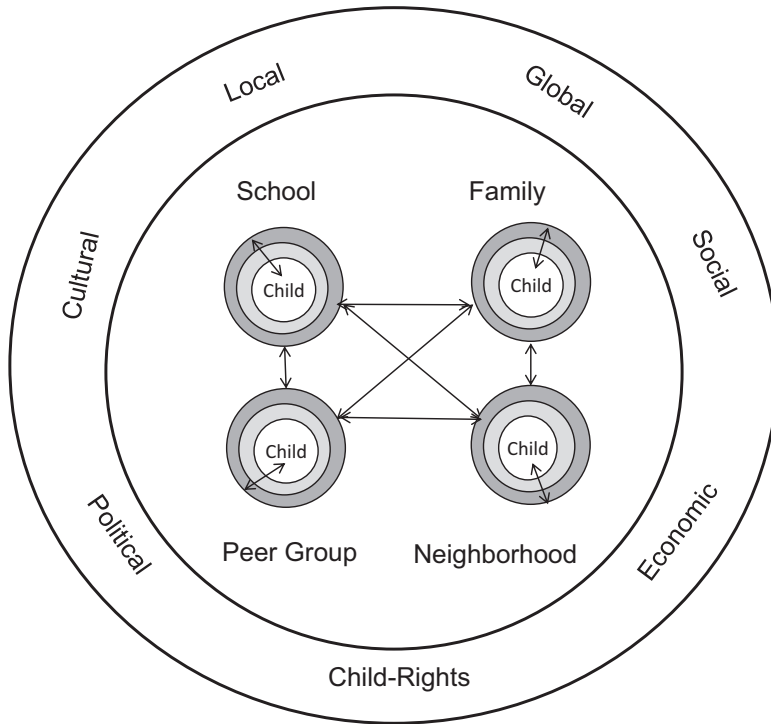 Local
Global
School
Family
Cultural
Social
Child
Child
Child
Child
Political
Economic
Peer Group
Neighborhood
Child-Rights